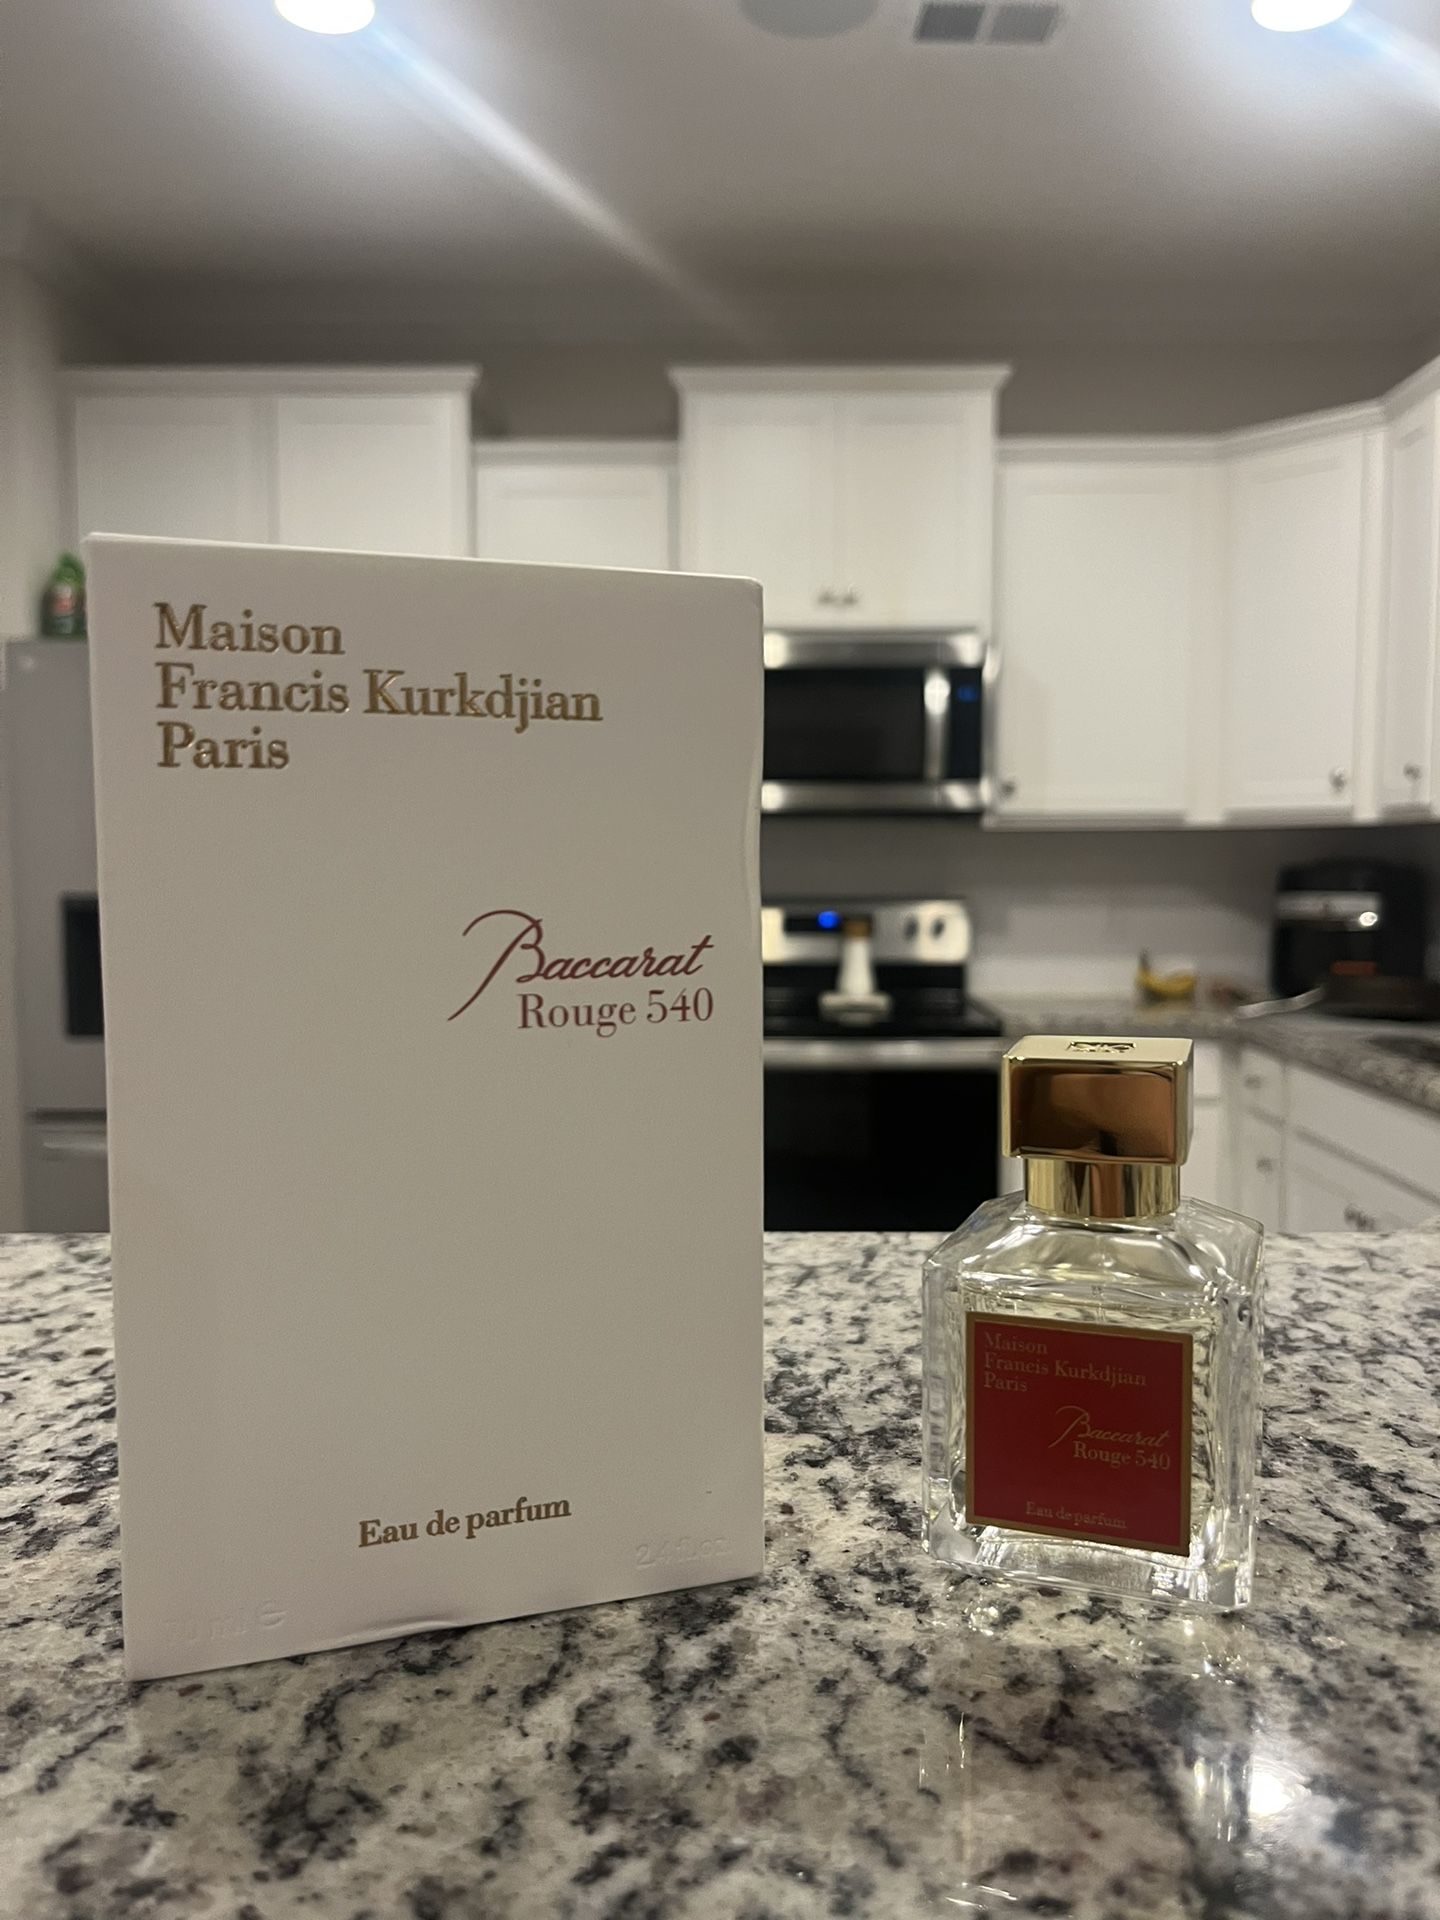 Maison
Francis Kurkdjian
Paris
Baccarat
Rouge 540
Eau de parfum
2.4 fl.oz
Maison
Francis Kurkdjian
Paris
Baccarat
Rouge 540
Eau de parfum